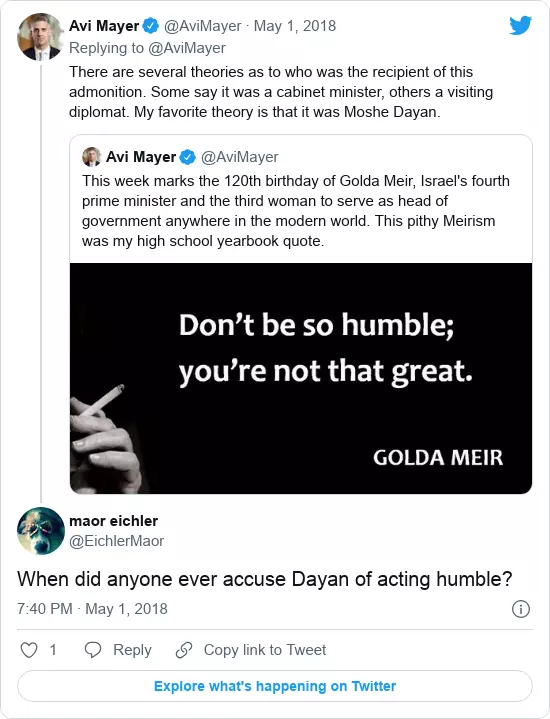 Avi Mayer @AviMayer · May 1, 2018
Replying to @AviMayer
There are several theories as to who was the recipient of this
admonition. Some say it was a cabinet minister, others a visiting
diplomat. My favorite theory is that it was Moshe Dayan.
Avi Mayer @AviMayer
This week marks the 120th birthday of Golda Meir, Israel's fourth
prime minister and the third woman to serve as head of
government anywhere in the modern world. This pithy Meirism
was my high school yearbook quote.
Don't be so humble;
you're not that great.
GOLDA MEIR
maor eichler
@EichlerMaor
When did anyone ever accuse Dayan of acting humble?
7:40 PM · May 1, 2018
1 Reply Copy link to Tweet
Explore what's happening on Twitter